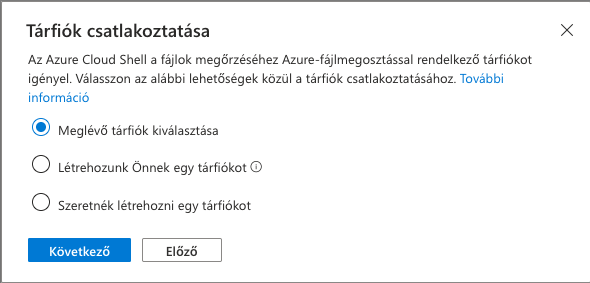 Tárfiók csatlakoztatása
Az Azure Cloud Shell a fájlok megőrzéséhez Azure-fájlmegosztással rendelkező tárfiókot
igényel. Válasszon az alábbi lehetőségek közül a tárfiók csatlakoztatásához. További
információ
Meglévő tárfiók kiválasztása
Létrehozunk Önnek egy tárfiókot
Szeretnék létrehozni egy tárfiókot
Következő
Előző